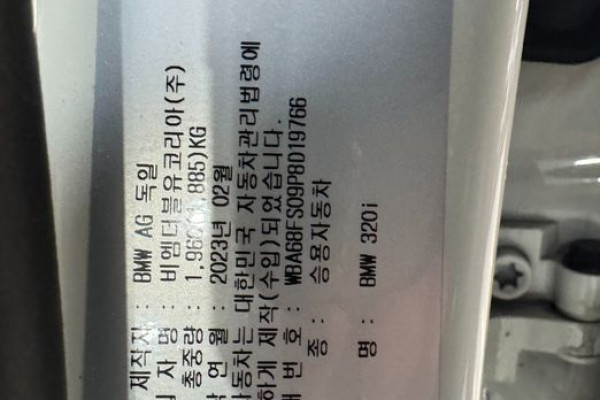 제작자 : BMW AG 독일
입자명 : 비엠더블유코리아(주)
총중량 : 885)KG
작연월 : 2023년 02월
자동차는 대한민국 자동차관리법령에
하게 제작(수입)되었습니다.
번호 : WBA68FS09P8D19766
종 : 승용자동차
명 : BMW 320i